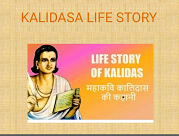 KALIDASA LIFE STORY
LIFE STORY
OF KALIDAS
महाकवि कालिदास
की कहानी